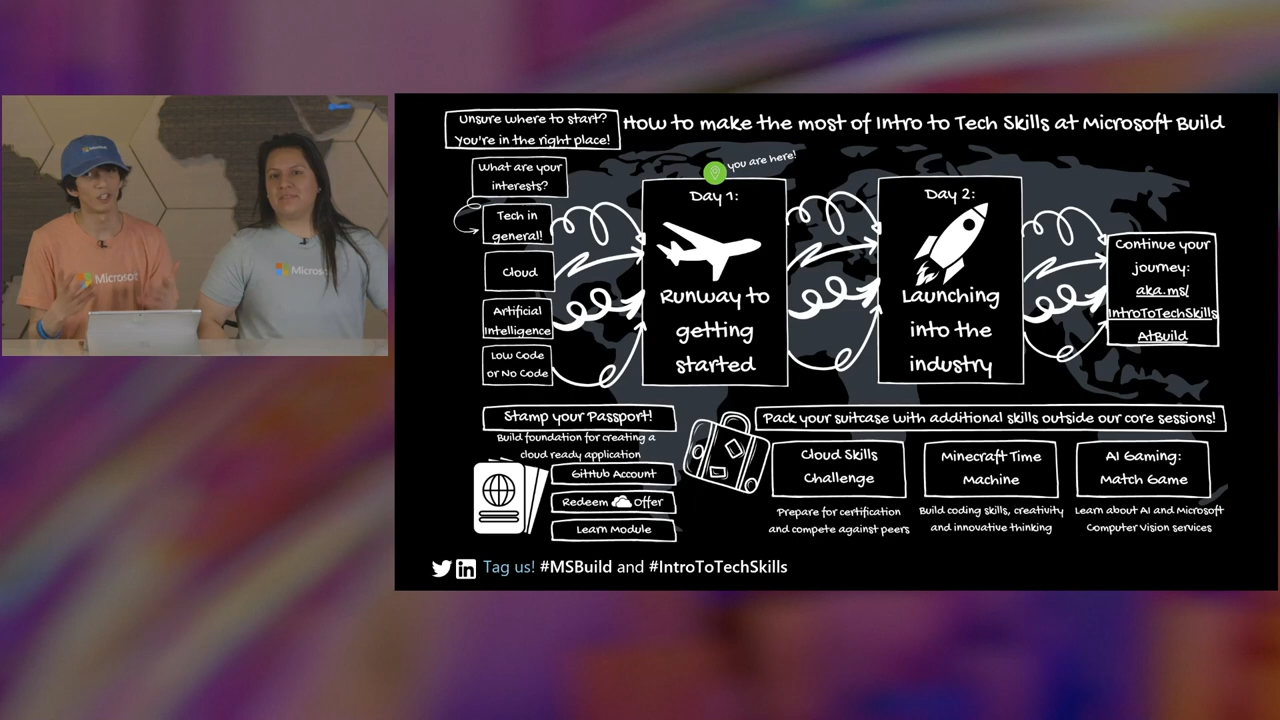 Unsure where to start?
You're in the right place!
How to make the most of Intro to Tech Skills at Microsoft Build
What are your
interests?
Tech in
general!
Cloud
Artificial
Intelligence
Low Code
or No Code
you are here!
Day 1:
Runway to
getting
started
Day 2:
Launching
into the
industry
Continue your
journey:
aka.ms/
IntroToTechSkills
AtBuild
Stamp your Passport!
Build foundation for creating a
cloud ready application
GitHub Account
Redeem Offer
Learn Module
Pack your suitcase with additional skills outside our core sessions!
Cloud Skills
Challenge
Prepare for certification
and compete against peers
Minecraft Time
Machine
Build coding skills, creativity
and innovative thinking
AI Gaming:
Match Game
Learn about AI and Microsoft
Computer Vision services
Tag us! #MSBuild and #IntroToTechSkills
Microsoft
Micros